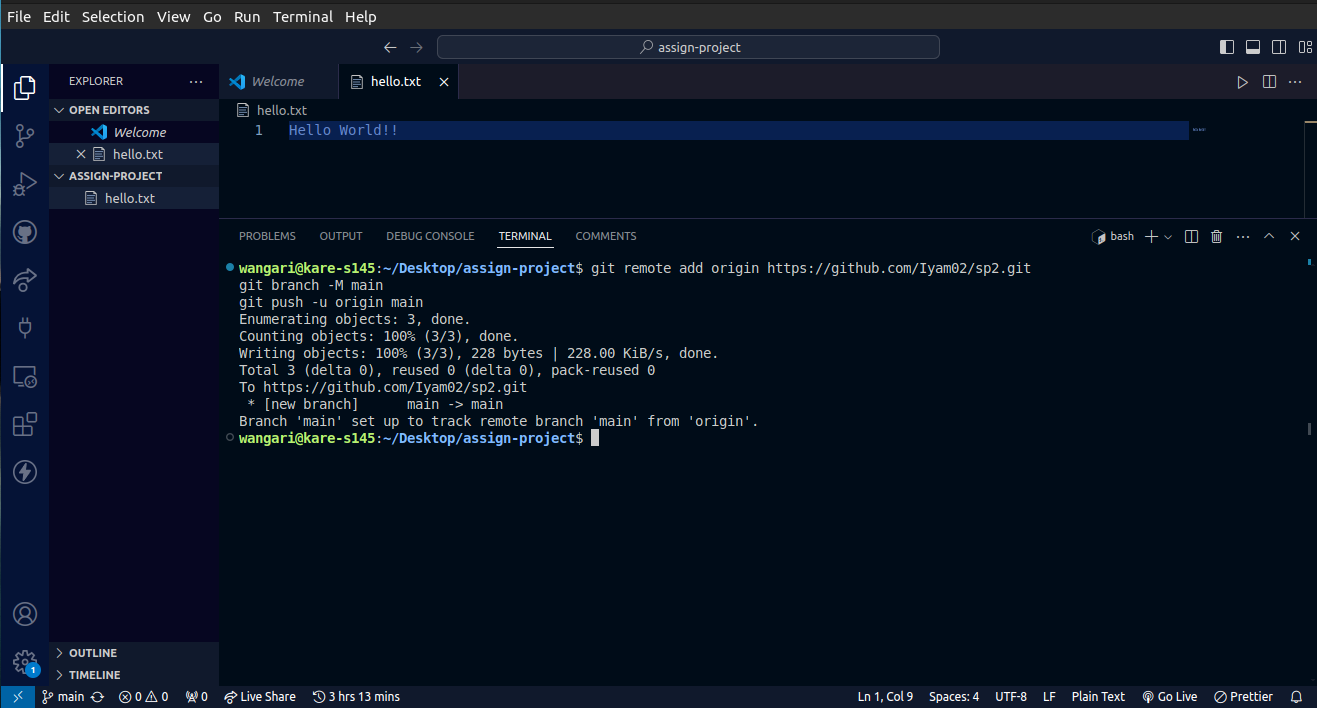 File Edit Selection View Go Run Terminal Help
assign-project
EXPLORER
Welcome
hello.txt
OPEN EDITORS
Welcome
hello.txt
ASSIGN-PROJECT
hello.txt
hello.txt
1 Hello World!!
PROBLEMS OUTPUT DEBUG CONSOLE TERMINAL COMMENTS
bash
wangari@kare-s145:~/Desktop/assign-project$ git remote add origin https://github.com/Iyam02/sp2.git
git branch -M main
git push -u origin main
Enumerating objects: 3, done.
Counting objects: 100% (3/3), done.
Writing objects: 100% (3/3), 228 bytes | 228.00 KiB/s, done.
Total 3 (delta 0), reused 0 (delta 0), pack-reused 0
To https://github.com/Iyam02/sp2.git
 * [new branch]      main -> main
Branch 'main' set up to track remote branch 'main' from 'origin'.
wangari@kare-s145:~/Desktop/assign-project$
OUTLINE
TIMELINE
1
main 0 0 0 Live Share 3 hrs 13 mins Ln 1, Col 9 Spaces: 4 UTF-8 LF Plain Text Go Live Prettier